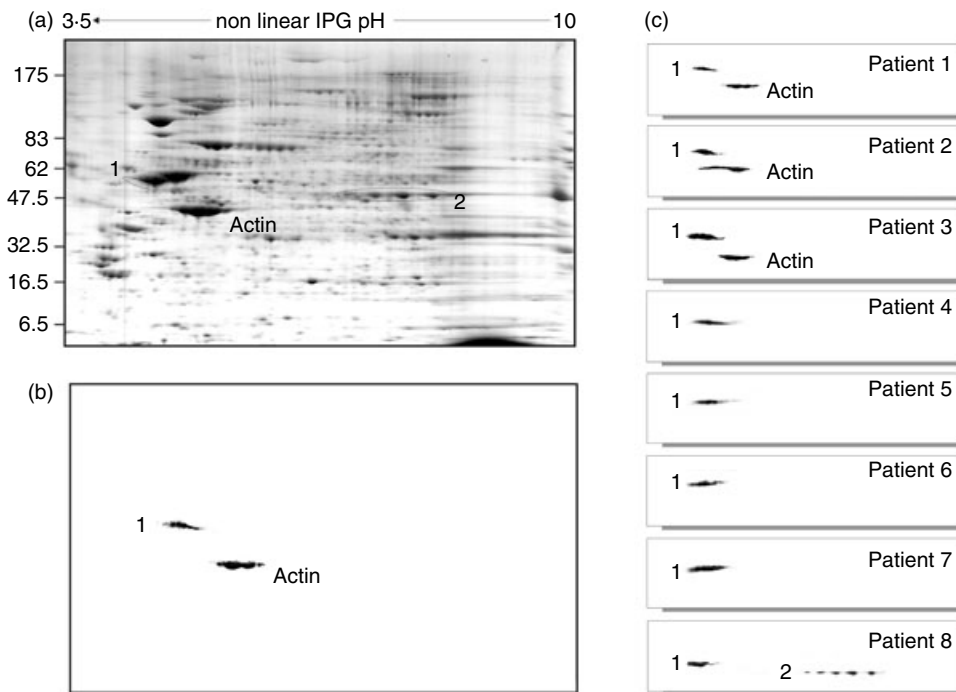 (a)
3·5 non linear IPG pH 10
175
83
62
47.5
32.5
16.5
6.5
1
2
Actin
(b)
1
Actin
(c)
1 Actin Patient 1
1 Actin Patient 2
1 Actin Patient 3
1 Patient 4
1 Patient 5
1 Patient 6
1 Patient 7
1 2 Patient 8